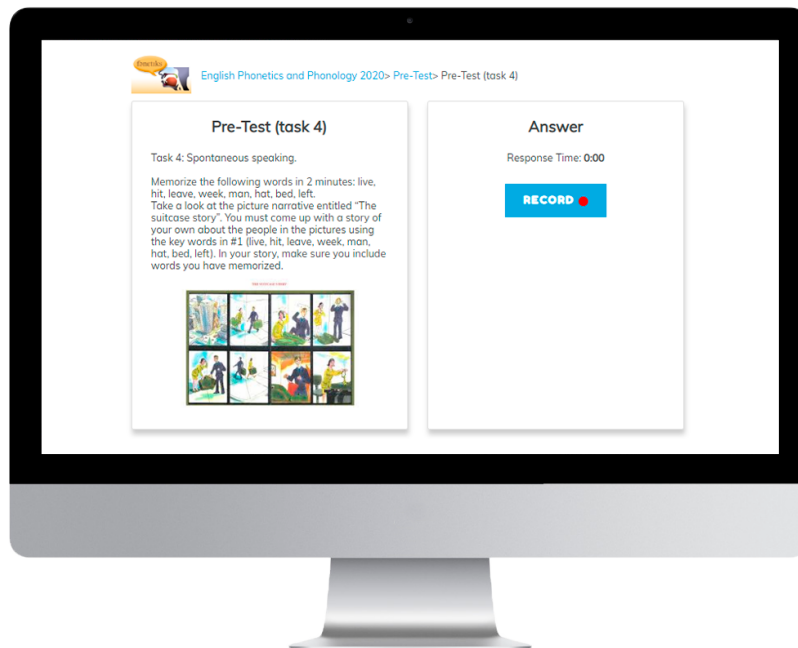 English Phonetics and Phonology 2020> Pre-Test> Pre-Test (task 4)
Pre-Test (task 4)
Task 4: Spontaneous speaking.
Memorize the following words in 2 minutes: live,
hit, leave, week, man, hat, bed, left.
Take a look at the picture narrative entitled "The
suitcase story". You must come up with a story of
your own about the people in the pictures using
the key words in #1 (live, hit, leave, week, man,
hat, bed, left). In your story, make sure you include
words you have memorized.
Answer
Response Time: 0:00
RECORD